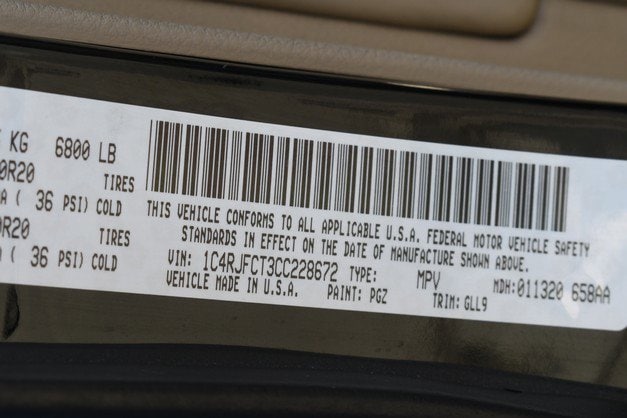 KG 6800 LB
0R20
TIRES
A ( 36 PSI) COLD
0R20
TIRES
( 36 PSI) COLD
THIS VEHICLE CONFORMS TO ALL APPLICABLE U.S.A. FEDERAL MOTOR VEHICLE SAFETY
STANDARDS IN EFFECT ON THE DATE OF MANUFACTURE SHOWN ABOVE.
VIN: 1C4RJFCT3CC228672 TYPE: MPV MDH:011320 658AA
VEHICLE MADE IN U.S.A. PAINT: PGZ TRIM: GLL9